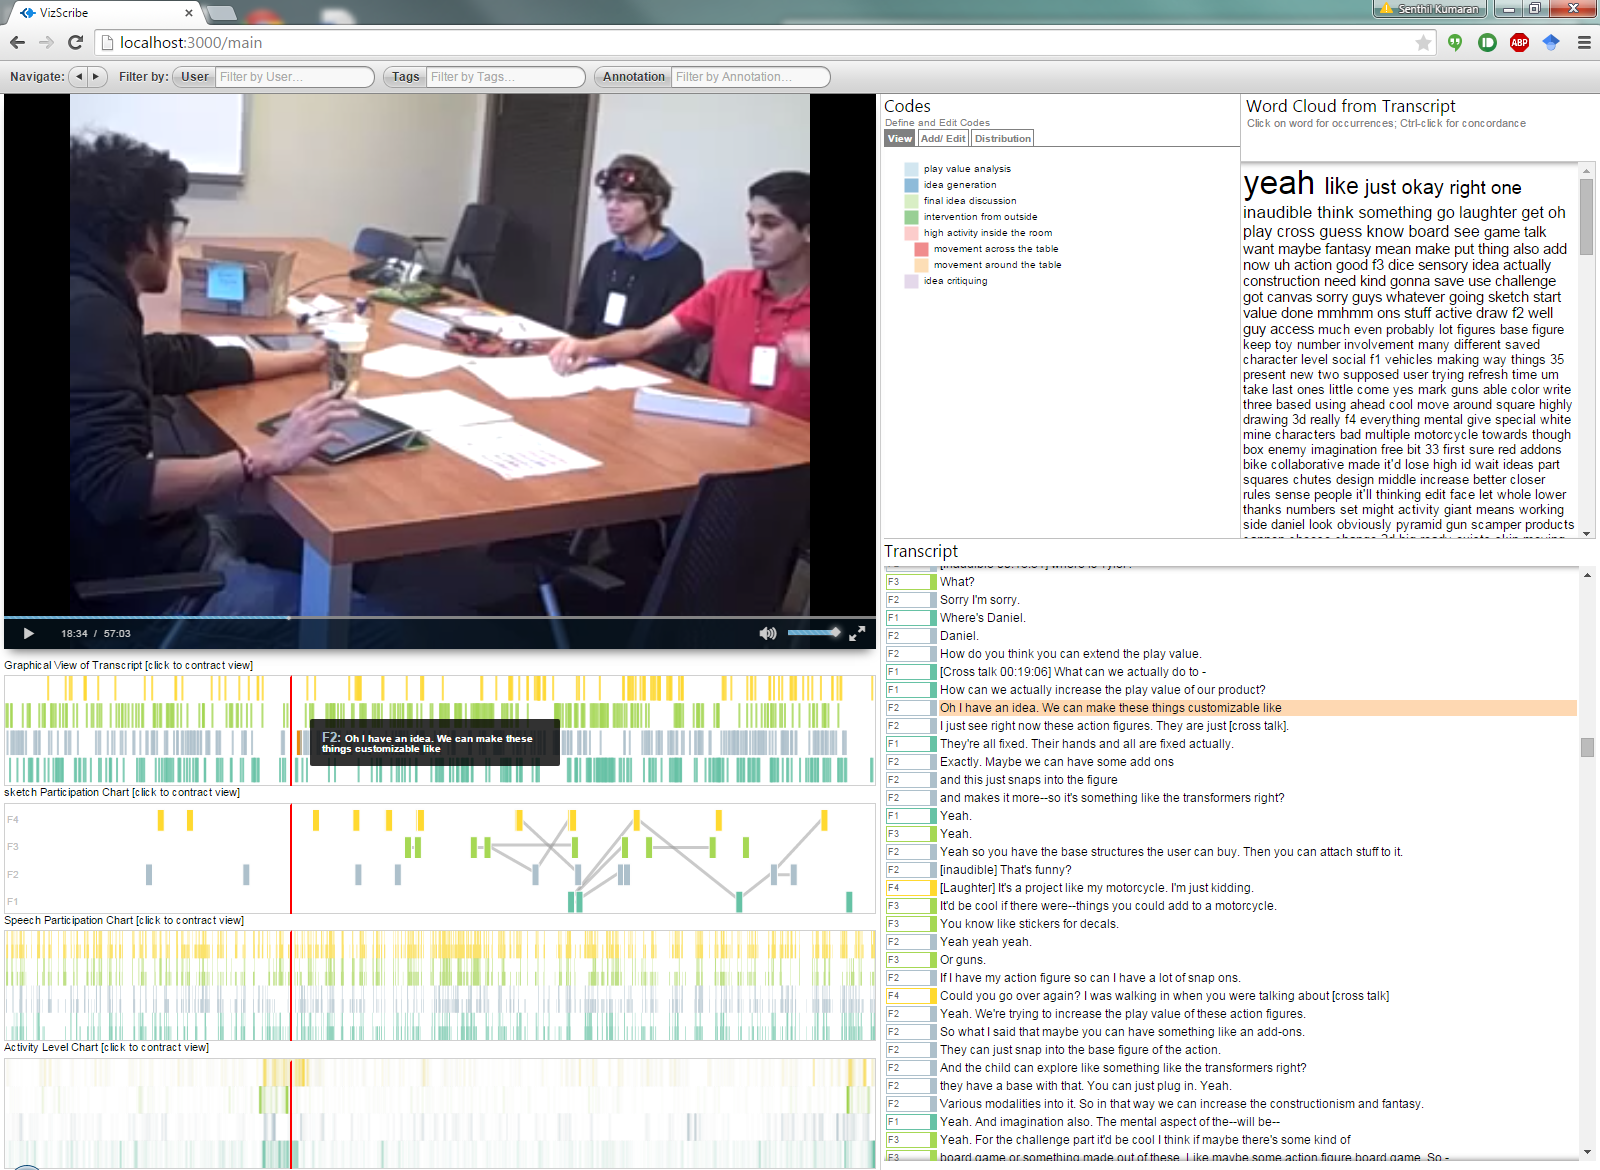 VizScribe
Senthil Kumaran
localhost:3000/main
ABP
Navigate:
Filter by:
User
Filter by User...
Tags
Filter by Tags...
Annotation
Filter by Annotation...
18:34 / 57:03
Codes
Define and Edit Codes
View
Add/ Edit
Distribution
play value analysis
idea generation
final idea discussion
intervention from outside
high activity inside the room
movement across the table
movement around the table
idea critiquing
Word Cloud from Transcript
Click on word for occurrences; Ctrl-click for concordance
yeah like just okay right one
inaudible think something go laughter get oh
play cross guess know board see game talk
want maybe fantasy mean make put thing also add
now uh action good f3 dice sensory idea actually
construction need kind gonna save use challenge
got canvas sorry guys whatever going sketch start
value done mmhmm ons stuff active draw f2 well
guy access much even probably lot figures base figure
keep toy number involvement many different saved
character level social f1 vehicles making way things 35
present new two supposed user trying refresh time um
take last ones little come yes mark guns able color write
three based using ahead cool move around square highly
drawing 3d really f4 everything mental give special white
mine characters bad multiple motorcycle towards though
box enemy imagination free bit 33 first sure red addons
bike collaborative made it'd lose high id wait ideas part
squares chutes design middle increase better closer
rules sense people it'll thinking edit face let whole lower
thanks numbers set might activity giant means working
side daniel look obviously pyramid gun scamper products
Graphical View of Transcript [click to contract view]
F2: Oh I have an idea. We can make these
things customizable like
sketch Participation Chart [click to contract view]
F4
F3
F2
F1
Speech Participation Chart [click to contract view]
Activity Level Chart [click to contract view]
Transcript
F3 What?
F2 Sorry I'm sorry.
F1 Where's Daniel.
F2 Daniel.
F2 How do you think you can extend the play value.
F1 [Cross talk 00:19:06] What can we actually do to -
F1 How can we actually increase the play value of our product?
F2 Oh I have an idea. We can make these things customizable like
F2 I just see right now these action figures. They are just [cross talk].
F1 They're all fixed. Their hands and all are fixed actually.
F2 Exactly. Maybe we can have some add ons
F2 and this just snaps into the figure
F2 and makes it more--so it's something like the transformers right?
F1 Yeah.
F3 Yeah.
F2 Yeah so you have the base structures the user can buy. Then you can attach stuff to it.
F2 [inaudible] That's funny?
F4 [Laughter] It's a project like my motorcycle. I'm just kidding.
F3 It'd be cool if there were--things you could add to a motorcycle.
F3 You know like stickers for decals.
F2 Yeah yeah yeah.
F3 Or guns.
F2 If I have my action figure so can I have a lot of snap ons.
F4 Could you go over again? I was walking in when you were talking about [cross talk]
F2 Yeah. We're trying to increase the play value of these action figures.
F2 So what I said that maybe you can have something like an add-ons.
F2 They can just snap into the base figure of the action.
F2 And the child can explore like something like the transformers right?
F2 they have a base with that. You can just plug in. Yeah.
F2 Various modalities into it. So in that way we can increase the constructionism and fantasy.
F1 Yeah. And imagination also. The mental aspect of the--will be--
F3 Yeah. For the challenge part it'd be cool I think if maybe there's some kind of
F3 board game or something made out of these. Like maybe some action figure board game. So -